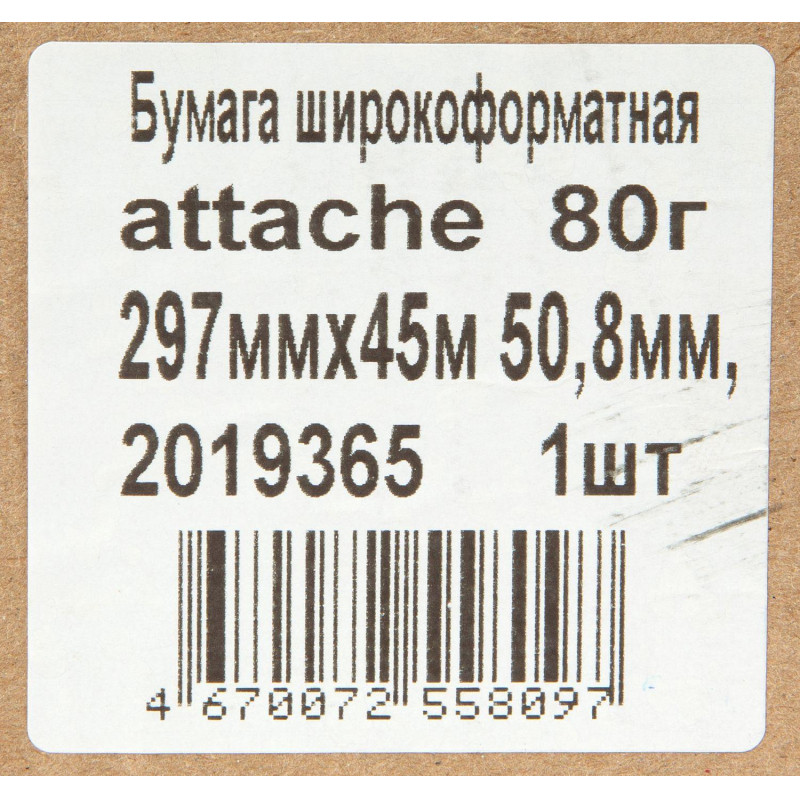 Бумага широкоформатная
attache 80г
297ммх45м 50,8мм,
2019365 1шт
4 670072 558097